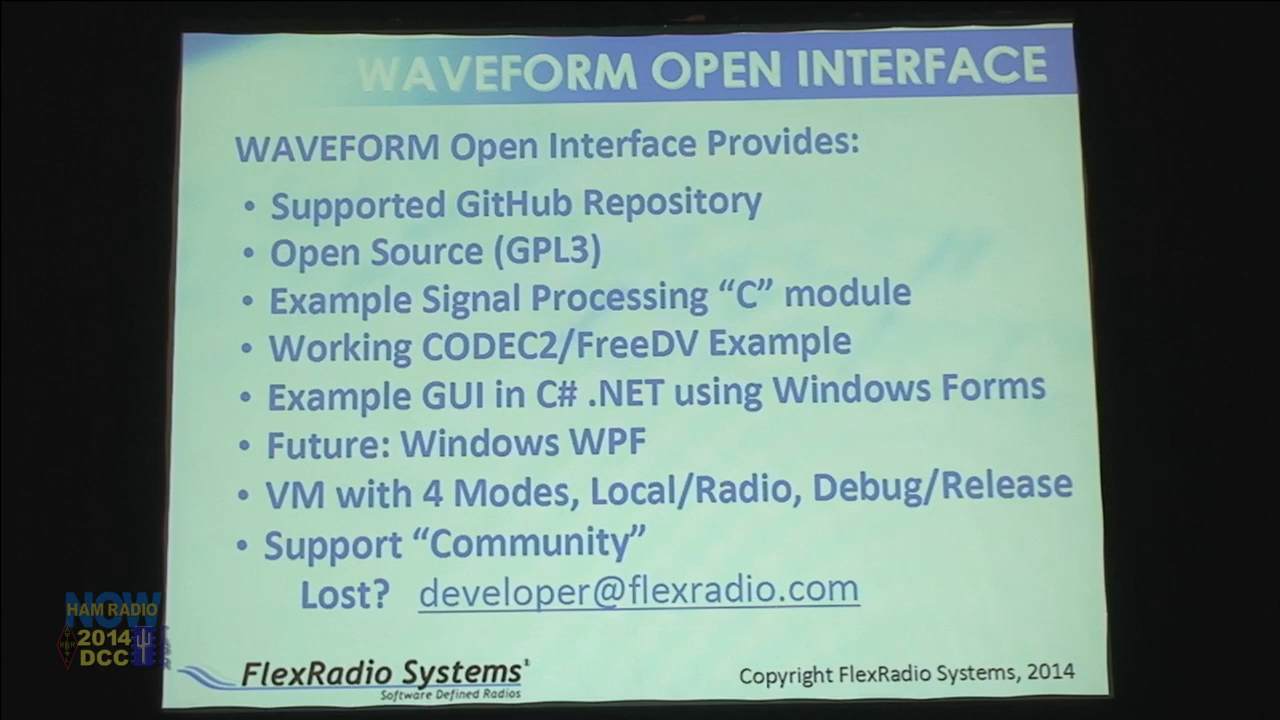 WAVEFORM OPEN INTERFACE
WAVEFORM Open Interface Provides:
• Supported GitHub Repository
• Open Source (GPL3)
• Example Signal Processing “C” module
• Working CODEC2/FreeDV Example
• Example GUI in C# .NET using Windows Forms
• Future: Windows WPF
• VM with 4 Modes, Local/Radio, Debug/Release
• Support “Community”
Lost? developer@flexradio.com
NOW
HAM RADIO
2014
DCC
FlexRadio Systems
Software Defined Radios
Copyright FlexRadio Systems, 2014